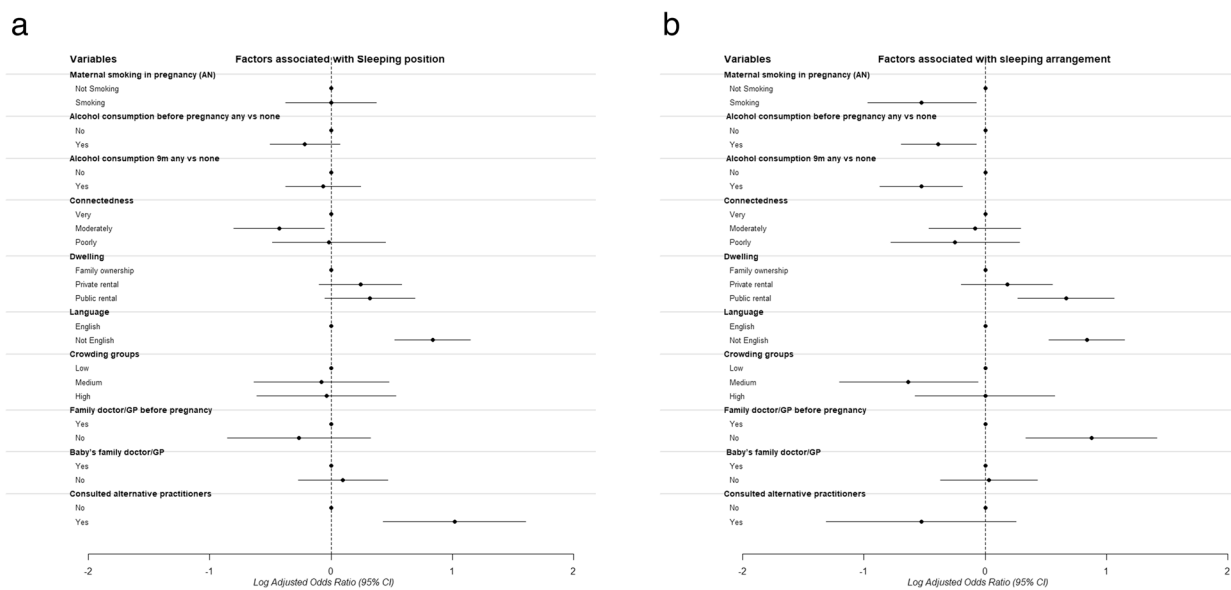 a
Variables Factors associated with Sleeping position
Maternal smoking in pregnancy (AN)
Not Smoking
Smoking
Alcohol consumption before pregnancy any vs none
No
Yes
Alcohol consumption 9m any vs none
No
Yes
Connectedness
Very
Moderately
Poorly
Dwelling
Family ownership
Private rental
Public rental
Language
English
Not English
Crowding groups
Low
Medium
High
Family doctor/GP before pregnancy
Yes
No
Baby's family doctor/GP
Yes
No
Consulted alternative practitioners
No
Yes
-2 -1 0 1 2
Log Adjusted Odds Ratio (95% CI)
b
Variables Factors associated with sleeping arrangement
Maternal smoking in pregnancy (AN)
Not Smoking
Smoking
Alcohol consumption before pregnancy any vs none
No
Yes
Alcohol consumption 9m any vs none
No
Yes
Connectedness
Very
Moderately
Poorly
Dwelling
Family ownership
Private rental
Public rental
Language
English
Not English
Crowding groups
Low
Medium
High
Family doctor/GP before pregnancy
Yes
No
Baby's family doctor/GP
Yes
No
Consulted alternative practitioners
No
Yes
-2 -1 0 1 2
Log Adjusted Odds Ratio (95% CI)